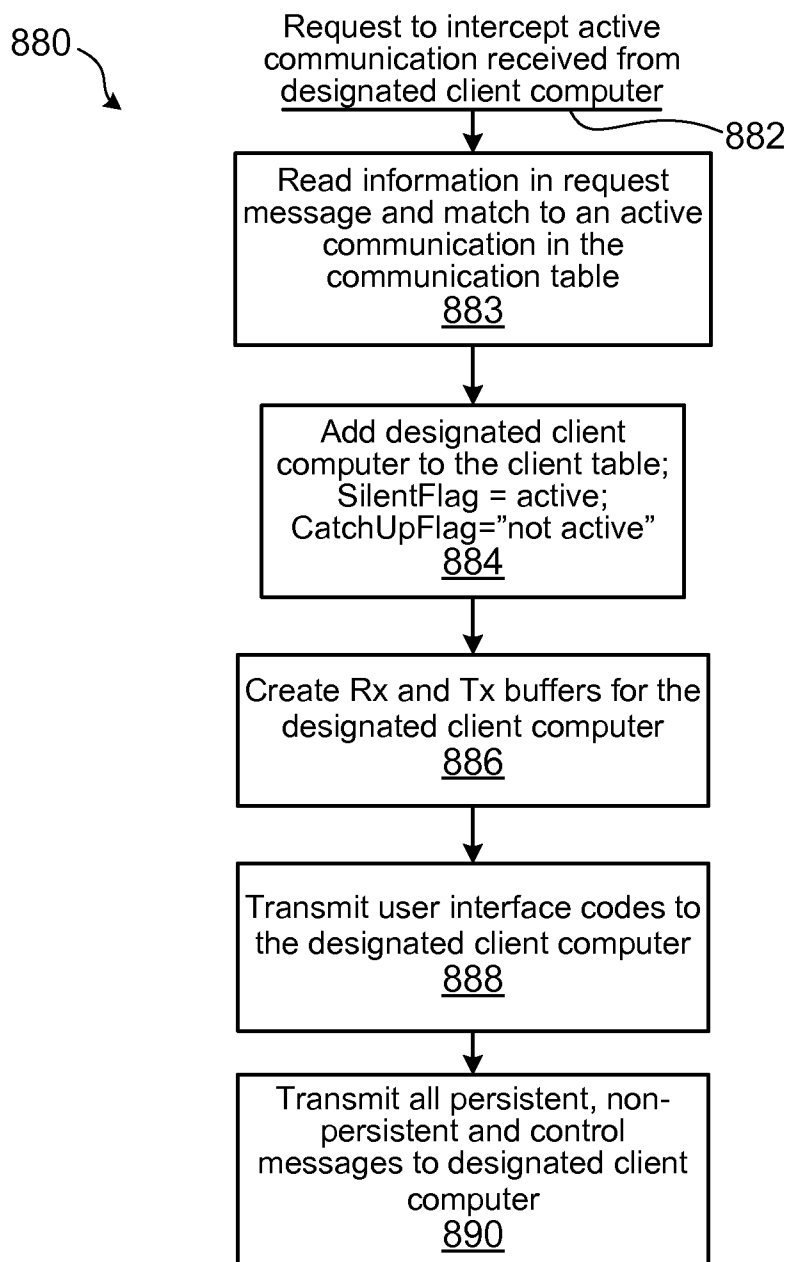 880
Request to intercept active
communication received from
designated client computer
882
Read information in request
message and match to an active
communication in the
communication table
883
Add designated client
computer to the client table;
SilentFlag = active;
CatchUpFlag=”not active”
884
Create Rx and Tx buffers for the
designated client computer
886
Transmit user interface codes to
the designated client computer
888
Transmit all persistent, non-
persistent and control
messages to designated client
computer
890